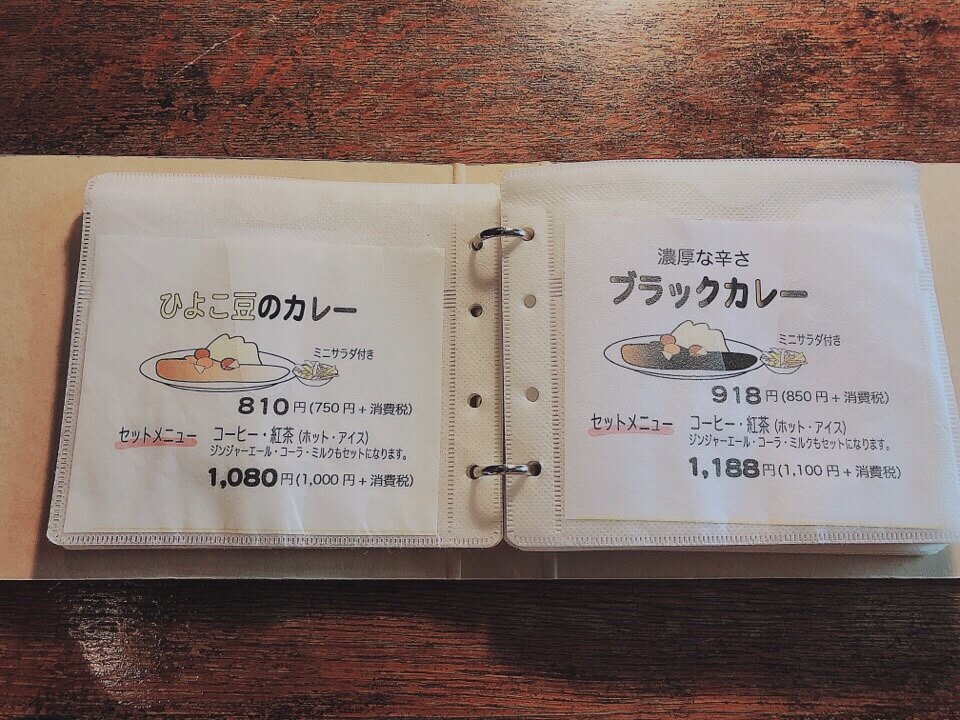 ひよこ豆のカレー
ミニサラダ付き
810円(750円+消費税)
セットメニュー コーヒー・紅茶(ホット・アイス)
ジンジャーエール・コーラ・ミルクもセットになります。
1,080円(1,000円+消費税)
濃厚な辛さ
ブラックカレー
ミニサラダ付き
918円(850円+消費税)
セットメニュー コーヒー・紅茶(ホット・アイス)
ジンジャーエール・コーラ・ミルクもセットになります。
1,188円(1,100円+消費税)